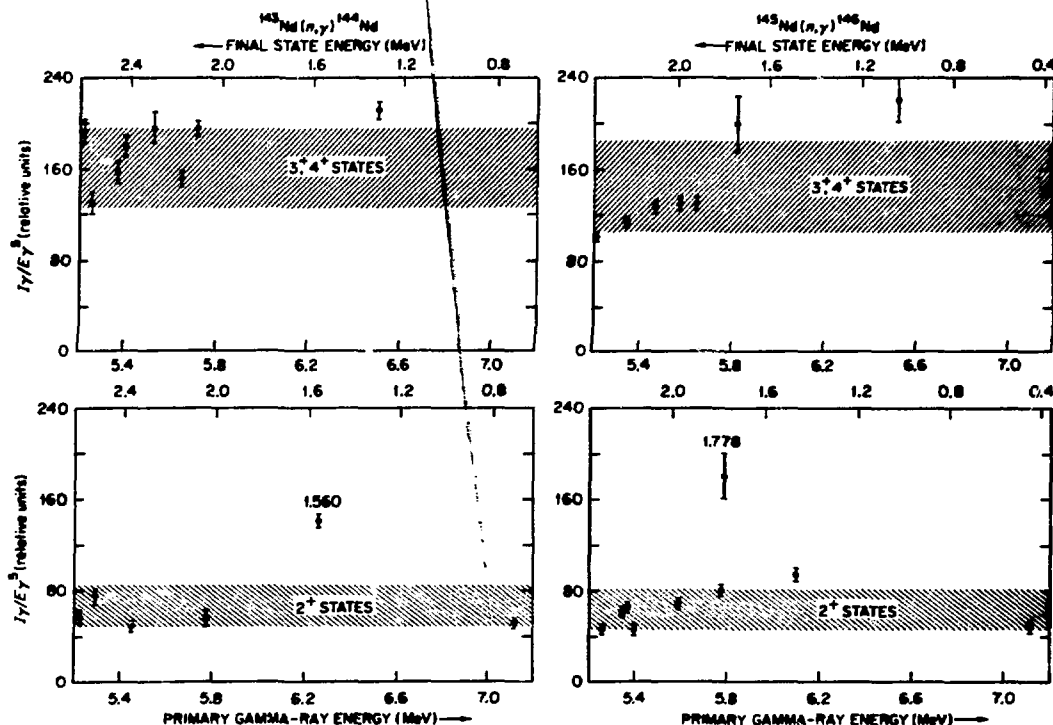 ¹⁴³Nd(n,γ)¹⁴⁴Nd
← FINAL STATE ENERGY (MeV)
2.4 2.0 1.6 1.2 0.8
240
160
80
0
Iγ/Eγ⁵ (relative units)
3⁺,4⁺ STATES
5.4 5.8 6.2 6.6 7.0
¹⁴⁵Nd(n,γ)¹⁴⁶Nd
← FINAL STATE ENERGY (MeV)
2.0 1.6 1.2 0.8 0.4
240
160
80
0
3⁺,4⁺ STATES
5.4 5.8 6.2 6.6 7.0
2.4 2.0 1.6 1.2 0.8
240
160
80
0
Iγ/Eγ⁵ (relative units)
1.560
2⁺ STATES
5.4 5.8 6.2 6.6 7.0
PRIMARY GAMMA-RAY ENERGY (MeV) →
2.0 1.6 1.2 0.8 0.4
240
160
80
0
1.778
2⁺ STATES
5.4 5.8 6.2 6.6 7.0
PRIMARY GAMMA-RAY ENERGY (MeV) →